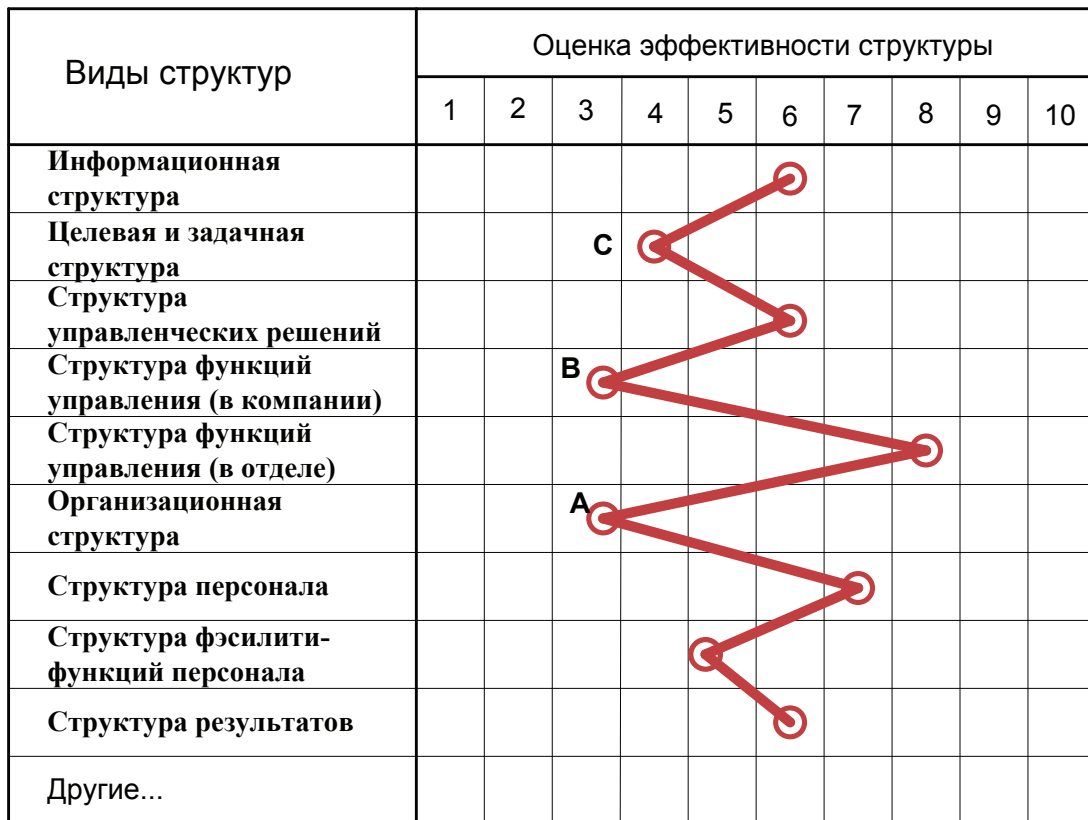 Виды структур
Оценка эффективности структуры
1 2 3 4 5 6 7 8 9 10
Информационная
структура
Целевая и задачная
структура
C
Структура
управленческих решений
Структура функций
управления (в компании)
B
Структура функций
управления (в отделе)
Организационная
структура
A
Структура персонала
Структура фэсилити-
функций персонала
Структура результатов
Другие...